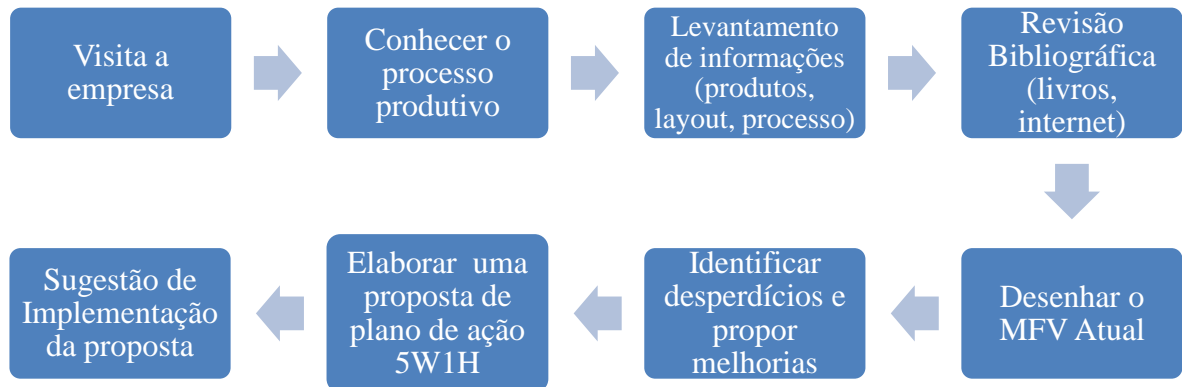 Visita a
empresa
Conhecer o
processo
produtivo
Levantamento
de informações
(produtos,
layout, processo)
Revisão
Bibliográfica
(livros,
internet)
Desenhar o
MFV Atual
Identificar
desperdícios e
propor
melhorias
Elaborar uma
proposta de
plano de ação
5W1H
Sugestão de
Implementação
da proposta